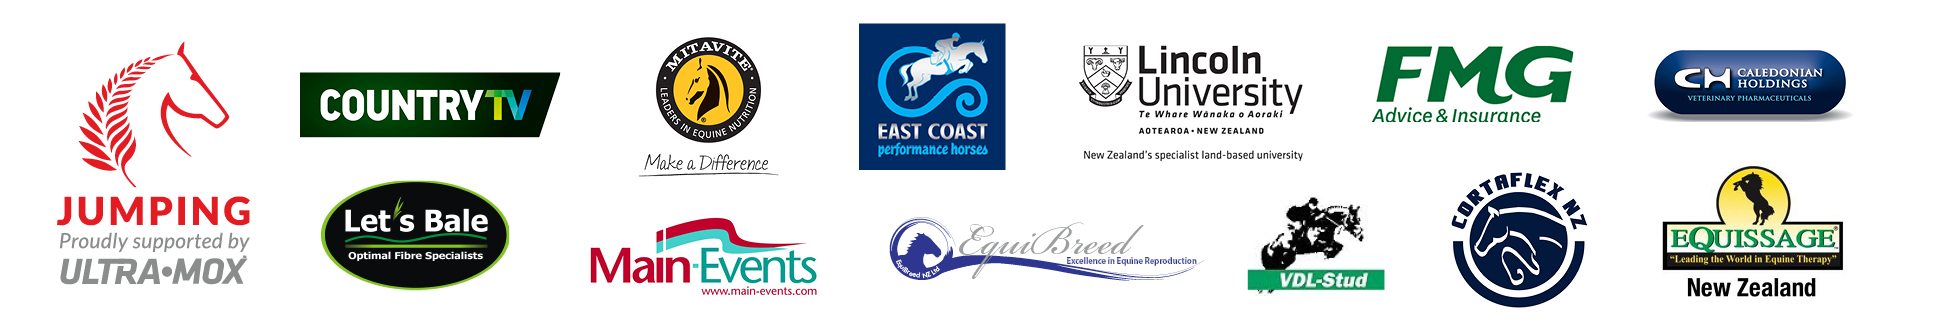 JUMPING
Proudly supported by
ULTRA•MOX
COUNTRYTV
Let's Bale
Optimal Fibre Specialists
MITAVITE®
LEADERS IN EQUINE NUTRITION
Make a Difference
Main-Events
www.main-events.com
EAST COAST
performance horses
EquiBreed NZ Ltd
EquiBreed
Excellence in Equine Reproduction
Lincoln
University
Te Whare Wānaka o Aoraki
AOTEAROA • NEW ZEALAND
New Zealand's specialist land-based university
VDL-Stud
FMG
Advice & Insurance
CORTAFLEX NZ
CH CALEDONIAN
HOLDINGS
VETERINARY PHARMACEUTICALS
EQUISSAGE
"Leading the World in Equine Therapy"
New Zealand